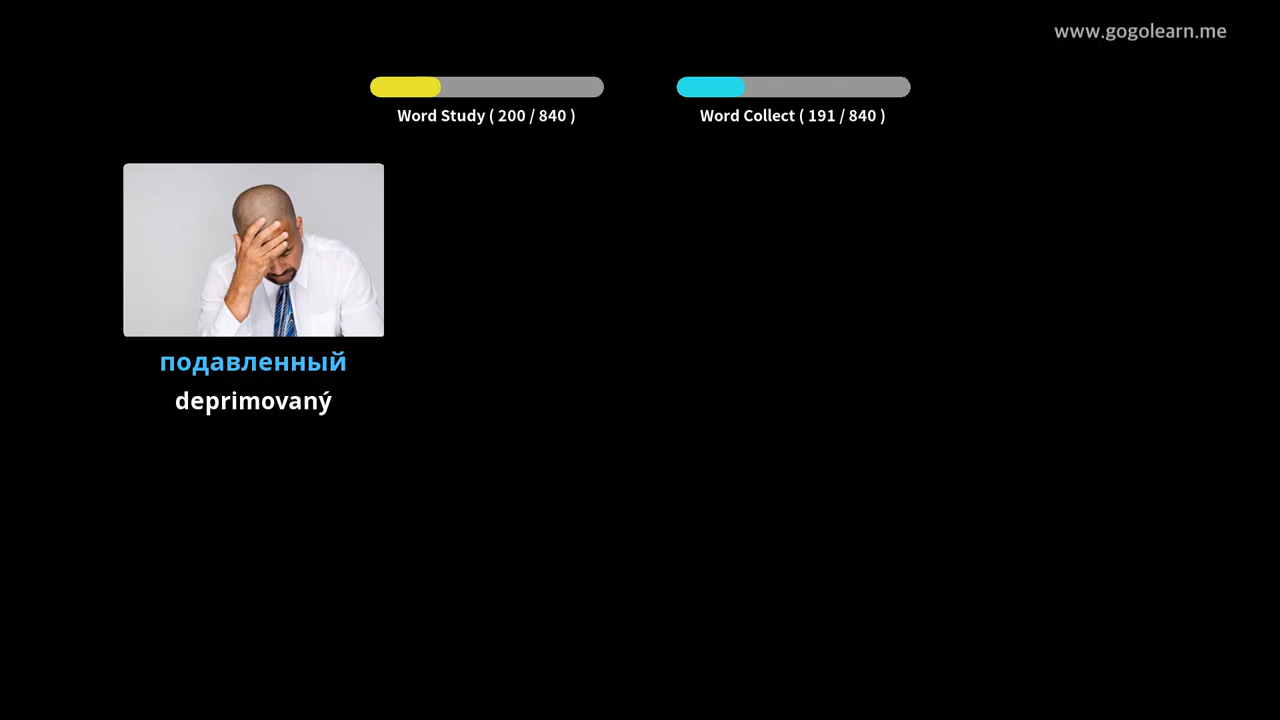 www.gogolearn.me
Word Study ( 200 / 840 )
Word Collect ( 191 / 840 )
подавленный
deprimovaný